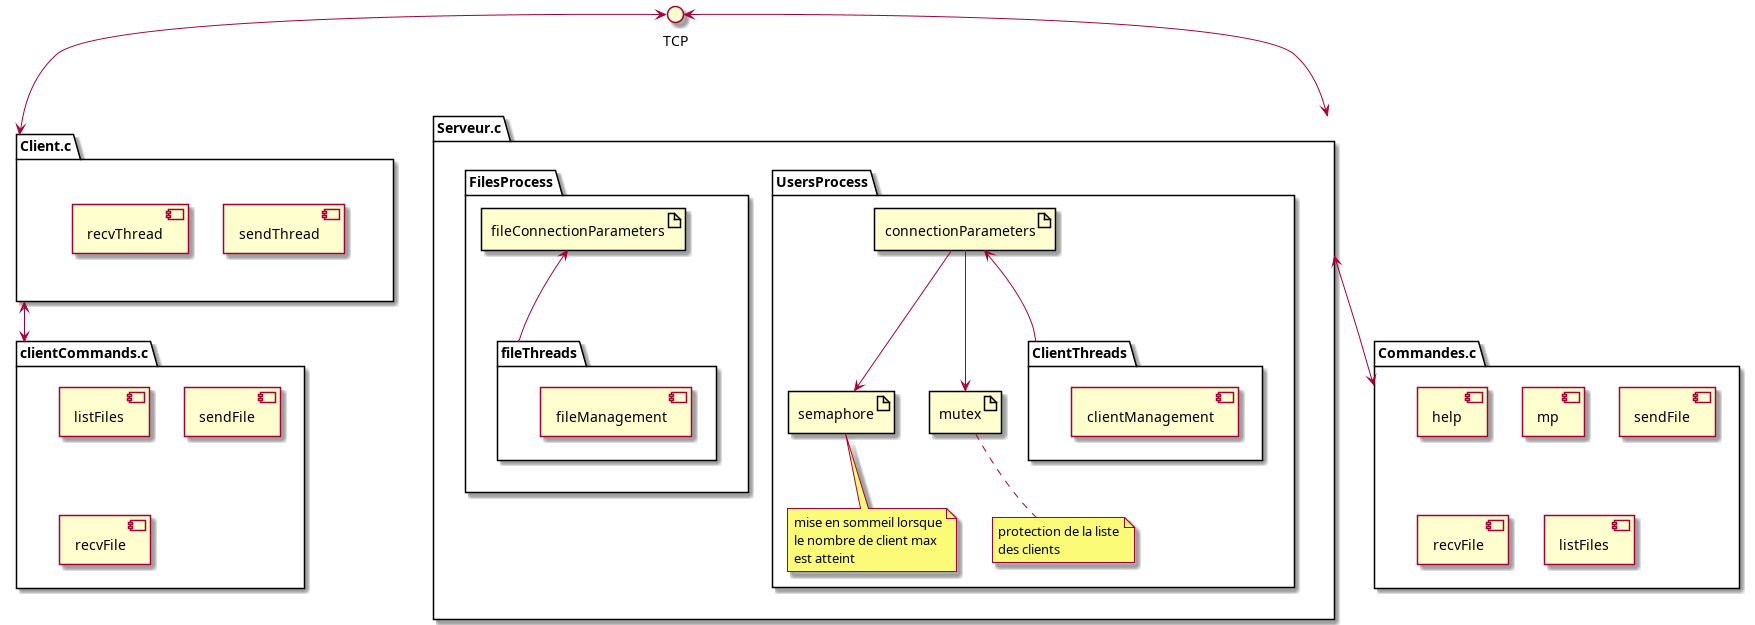 TCP
Client.c
recvThread
sendThread
clientCommands.c
listFiles
sendFile
recvFile
Serveur.c
FilesProcess
fileConnectionParameters
fileThreads
fileManagement
UsersProcess
connectionParameters
semaphore
mutex
ClientThreads
clientManagement
mise en sommeil lorsque
le nombre de client max
est atteint
protection de la liste
des clients
Commandes.c
help
mp
sendFile
recvFile
listFiles